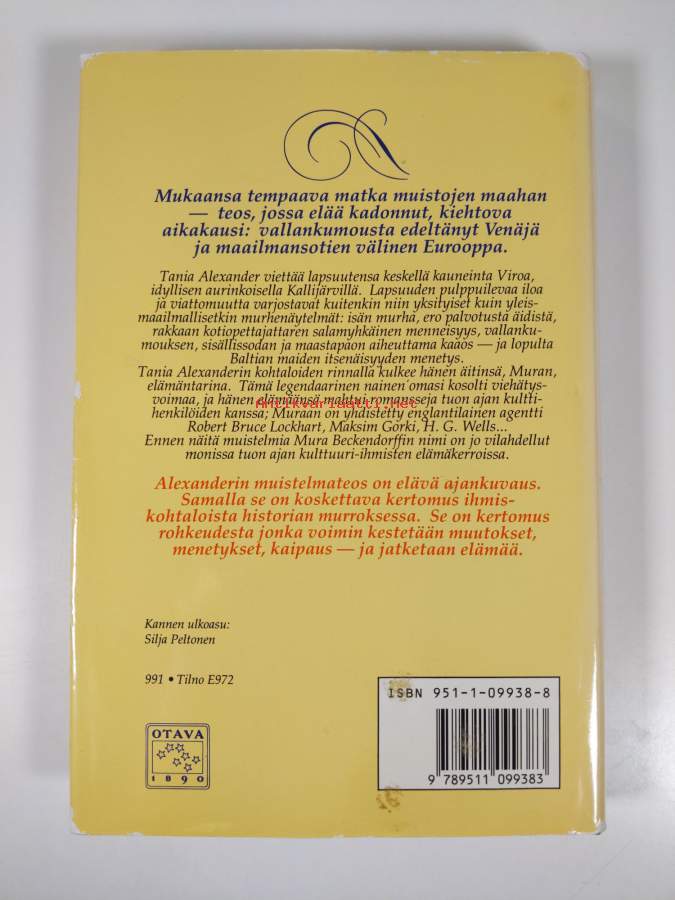 Mukaansa tempaava matka muistojen maahan
— teos, jossa elää kadonnut, kiehtova
aikakausi: vallankumousta edeltänyt Venäjä
ja maailmansotien välinen Eurooppa.
Tania Alexander viettää lapsuutensa keskellä kauneinta Viroa,
idyllisen aurinkoisella Kallijärvillä. Lapsuuden pulppuilevaa iloa
ja viattomuutta varjostavat kuitenkin niin yksityiset kuin yleis-
maailmallisetkin murhenäytelmät: isän murha, ero palvotusta äidistä,
rakkaan kotiopettajattaren salamyhkäinen menneisyys, vallanku-
mouksen, sisällissodan ja maastapaon aiheuttama kaaos — ja lopulta
Baltian maiden itsenäisyyden menetys.
Tania Alexanderin kohtaloiden rinnalla kulkee hänen äitinsä, Muran,
elämäntarina. Tämä legendaarinen nainen omasi kosolti viehätys-
voimaa, ja hänen elämäänsä mahtui romansseja tuon ajan kultti-
Antikvariaatti.net
henkilöiden kanssa; Muraan on yhdistetty englantilainen agentti
Robert Bruce Lockhart, Maksim Gorki, H. G. Wells...
Ennen näitä muistelmia Mura Beckendorffin nimi on jo vilahdellut
monissa tuon ajan kulttuuri-ihmisten elämäkerroissa.
Alexanderin muistelmateos on elävä ajankuvaus.
Samalla se on koskettava kertomus ihmis-
kohtaloista historian murroksessa. Se on kertomus
rohkeudesta jonka voimin kestetään muutokset,
menetykset, kaipaus — ja jatketaan elämää.
Kannen ulkoasu:
Silja Peltonen
991 • Tilno E972
OTAVA
1890
ISBN 951-1-09938-8
9 789511 099383